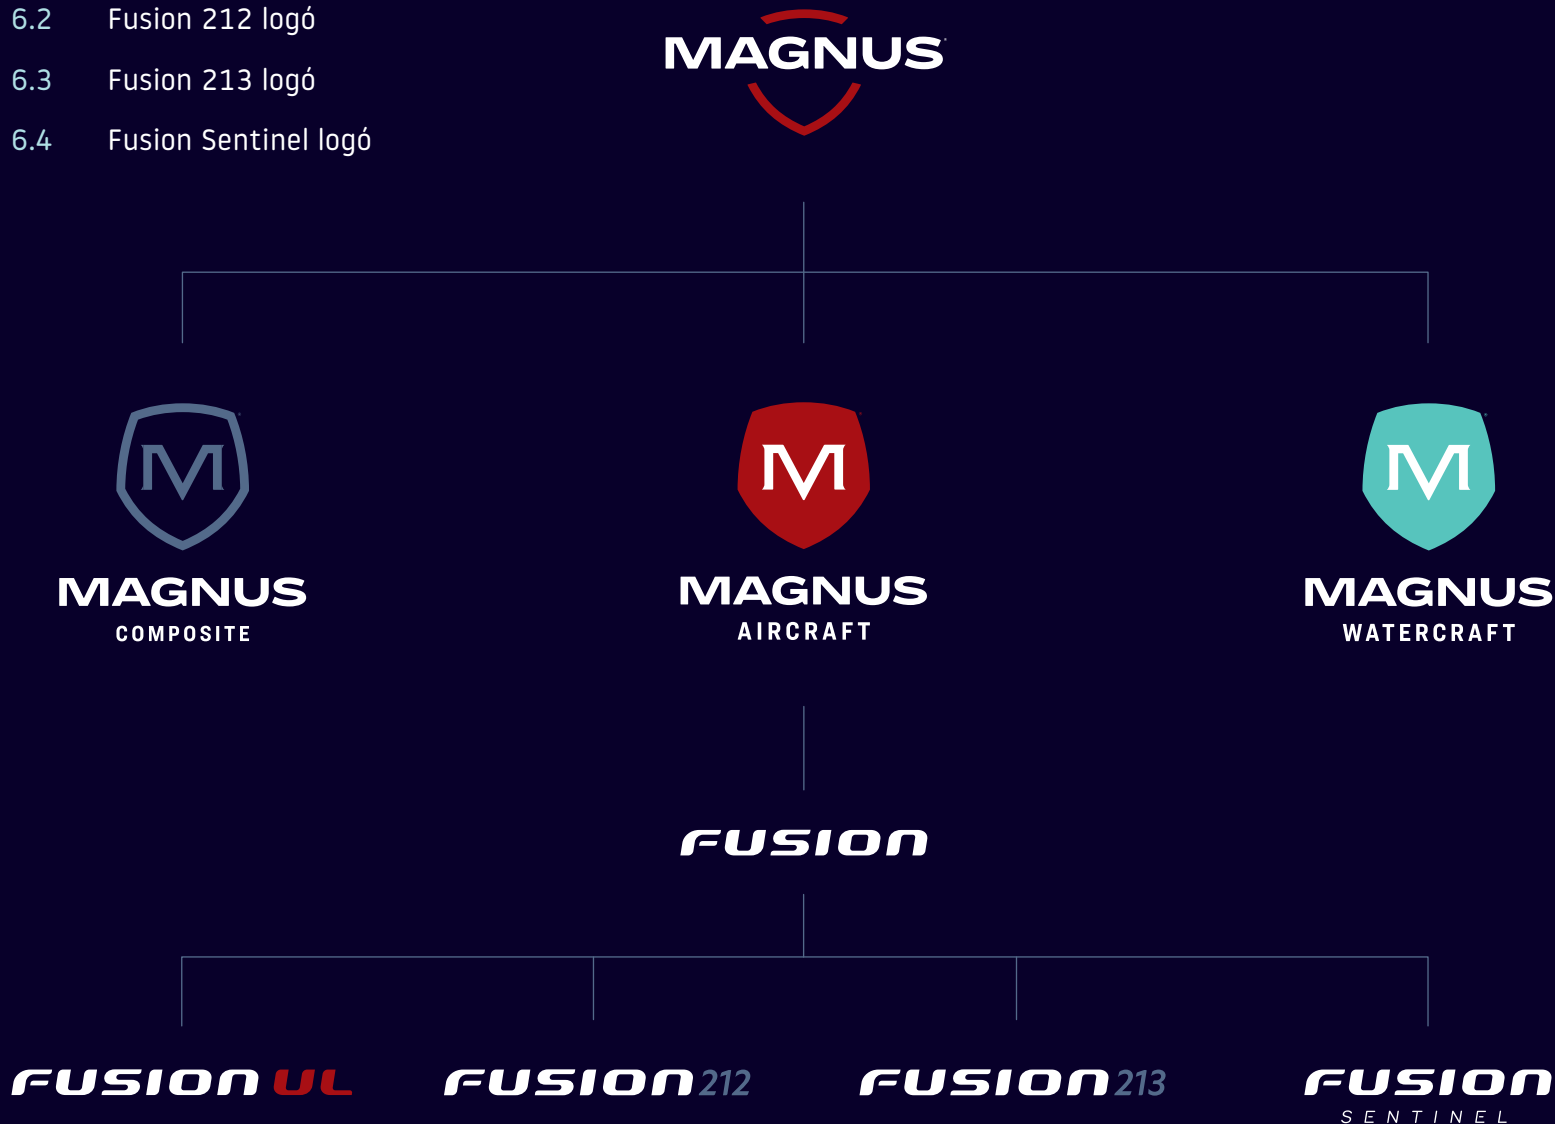 6.2 Fusion 212 logó
6.3 Fusion 213 logó
6.4 Fusion Sentinel logó
MAGNUS
M
MAGNUS
COMPOSITE
M
MAGNUS
AIRCRAFT
M
MAGNUS
WATERCRAFT
FUSION
FUSION UL
FUSION 212
FUSION 213
FUSION
SENTINEL